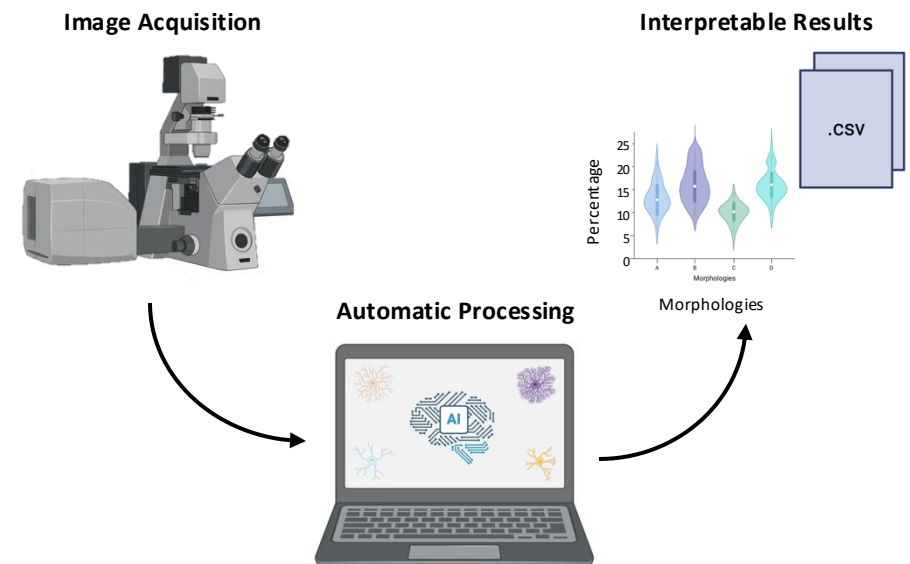 Image Acquisition
Interpretable Results
.CSV
Percentage
25
20
15
10
5
0
A B C D
Morphologies
Morphologies
Automatic Processing
AI